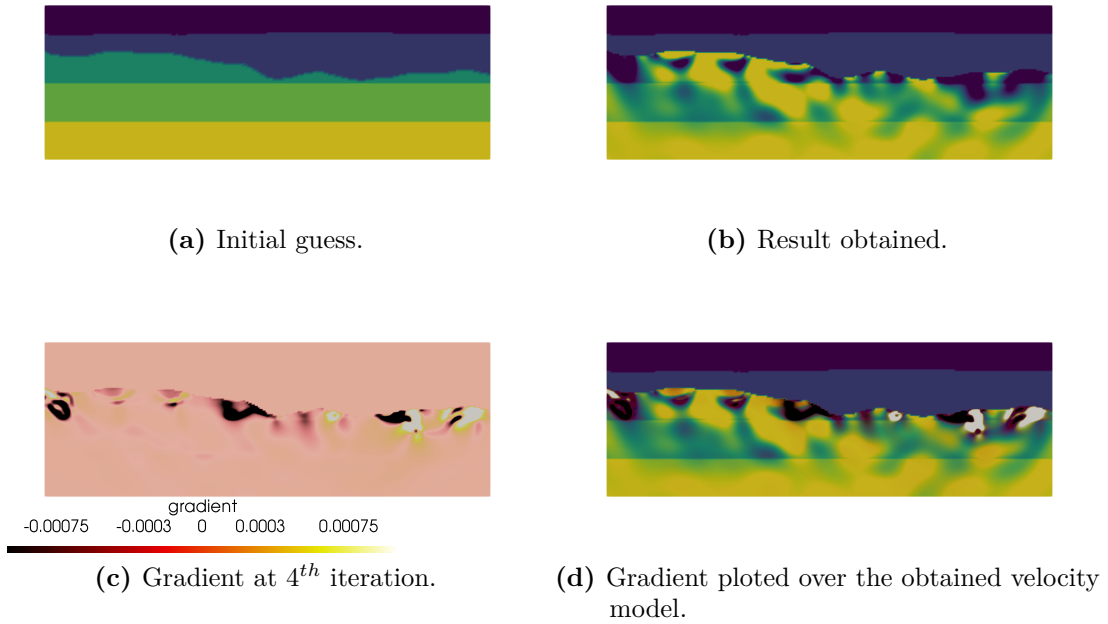 (a) Initial guess.
(b) Result obtained.
gradient
-0.00075 -0.0003 0 0.0003 0.00075
(c) Gradient at 4th iteration.
(d) Gradient ploted over the obtained velocity
model.